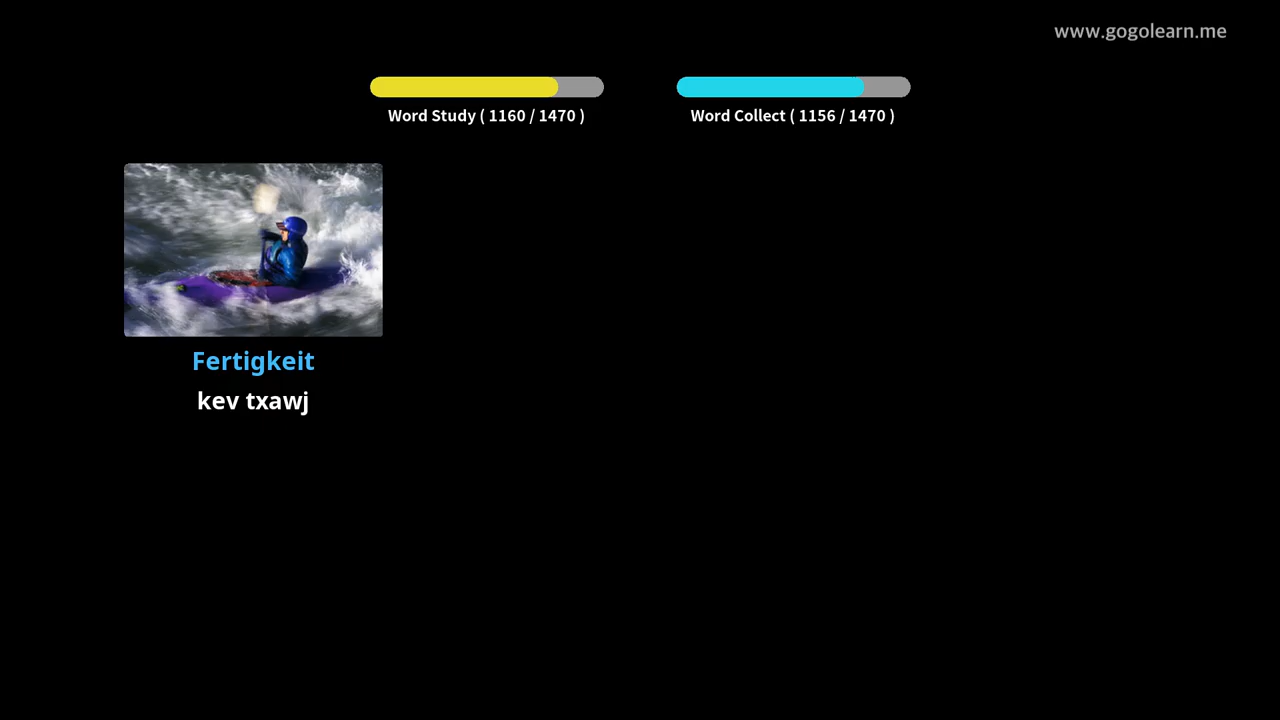 www.gogolearn.me
Word Study ( 1160 / 1470 )
Word Collect ( 1156 / 1470 )
Fertigkeit
kev txawj